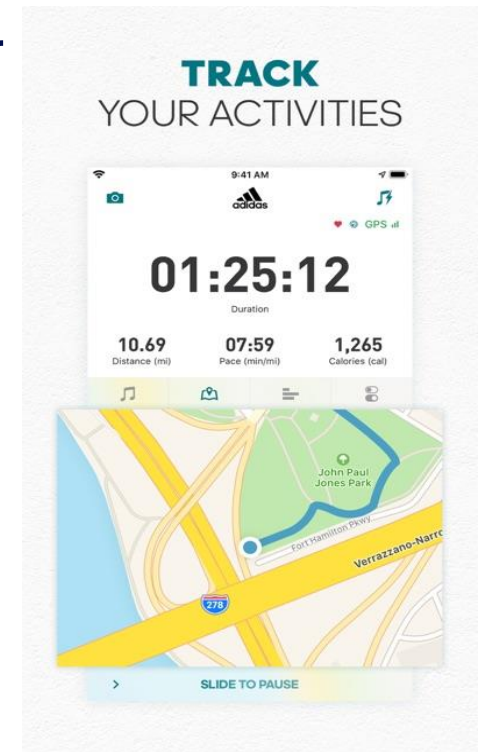 TRACK
YOUR ACTIVITIES
9:41 AM
adidas
GPS
01:25:12
Duration
10.69 07:59 1,265
Distance (mi) Pace (min/mi) Calories (cal)
John Paul
Jones Park
Fort Hamilton Pkwy
Verrazzano-Narro
278
> SLIDE TO PAUSE